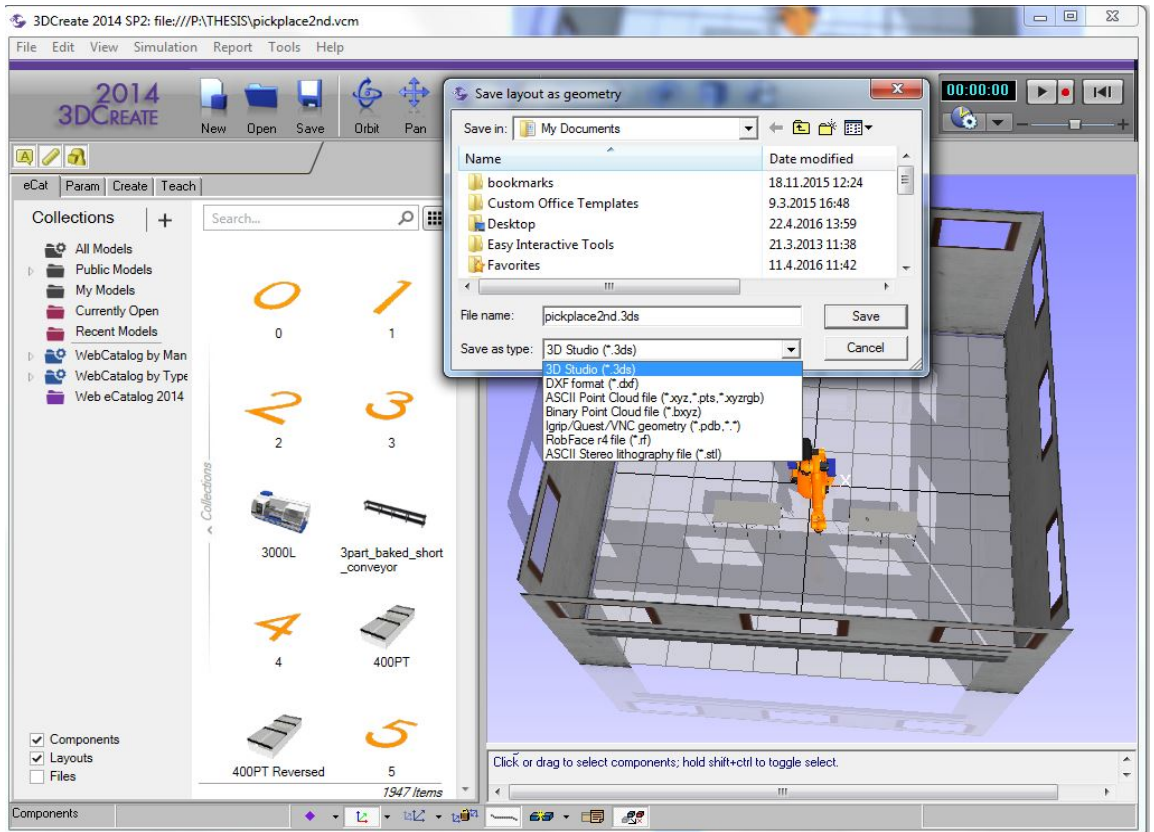 3DCreate 2014 SP2: file:///P:\THESIS\pickplace2nd.vcm
File Edit View Simulation Report Tools Help
2014
3DCREATE
New Open Save Orbit Pan
00:00:00
eCat Param Create Teach
Collections
Search...
All Models
Public Models
My Models
Currently Open
Recent Models
WebCatalog by Man
WebCatalog by Type
Web eCatalog 2014
Collections
0
1
2
3
3000L
3part_baked_short
_conveyor
4
400PT
400PT Reversed
5
1947 Items
Components
Layouts
Files
Save layout as geometry
Save in: My Documents
Name Date modified
bookmarks 18.11.2015 12:24
Custom Office Templates 9.3.2015 16:48
Desktop 22.4.2016 13:59
Easy Interactive Tools 21.3.2013 11:38
Favorites 11.4.2016 11:42
File name: pickplace2nd.3ds Save
Save as type: 3D Studio (*.3ds) Cancel
3D Studio (*.3ds)
DXF format (*.dxf)
ASCII Point Cloud file (*.xyz,*.pts,*.xyzrgb)
Binary Point Cloud file (*.bxyz)
Igrip/Quest/VNC geometry (*.pdb,*.*)
RobFace r4 file (*.rf)
ASCII Stereo lithography file (*.stl)
Click or drag to select components; hold shift+ctrl to toggle select.
Components